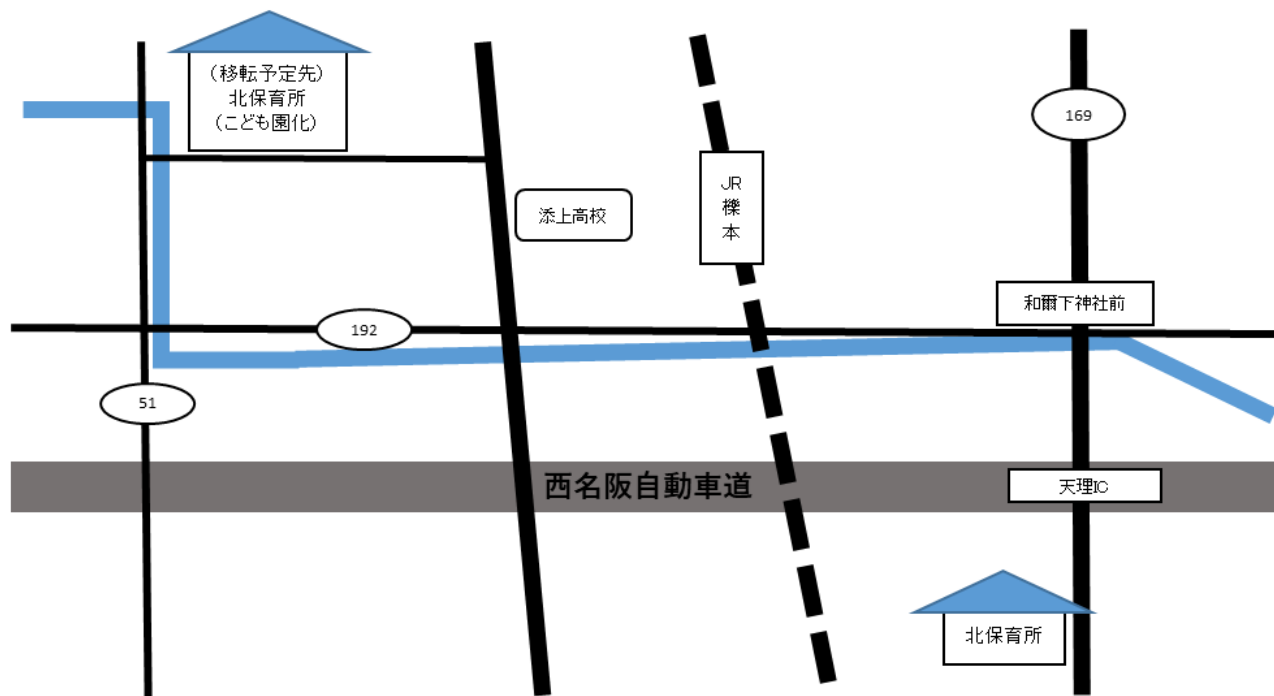 (移転予定先)
北保育所
(こども園化)
169
JR
櫟
本
添上高校
和爾下神社前
192
51
西名阪自動車道
天理IC
北保育所